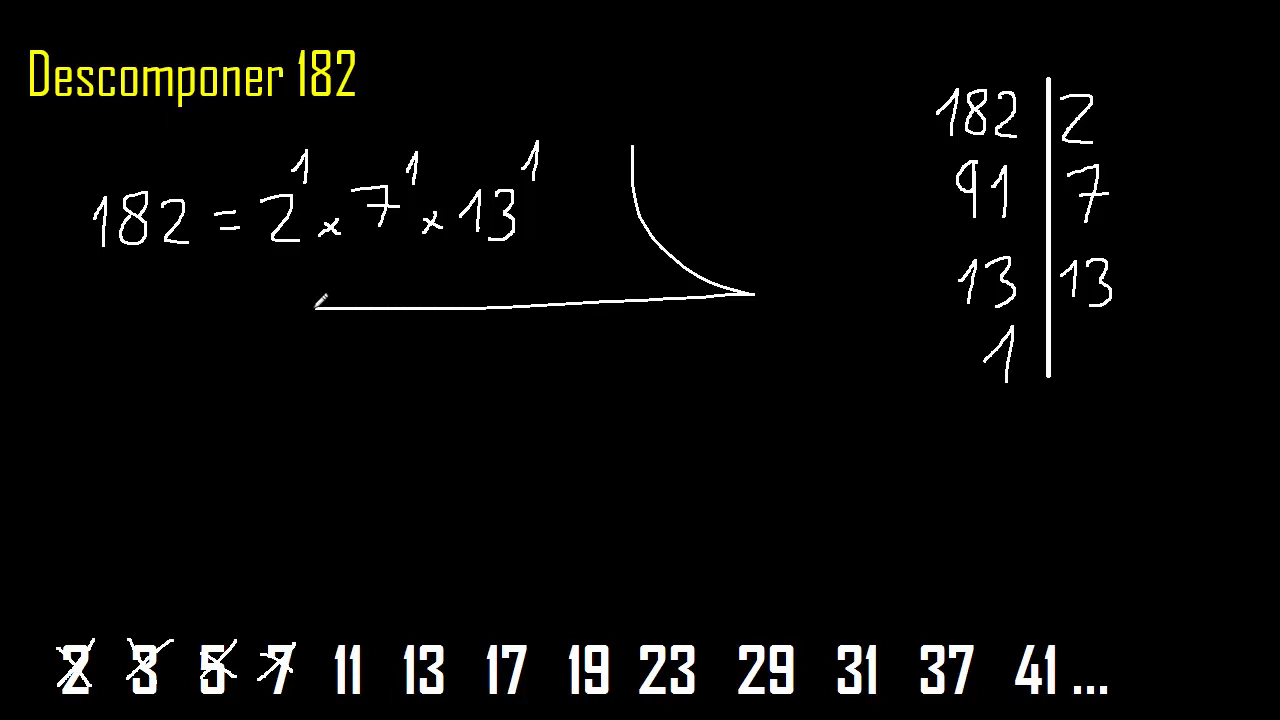 Descomponer 182
182 = 2¹ × 7¹ × 13¹
182 | 2
91 | 7
13 | 13
1 |
2 3 5 7 11 13 17 19 23 29 31 37 41 ...